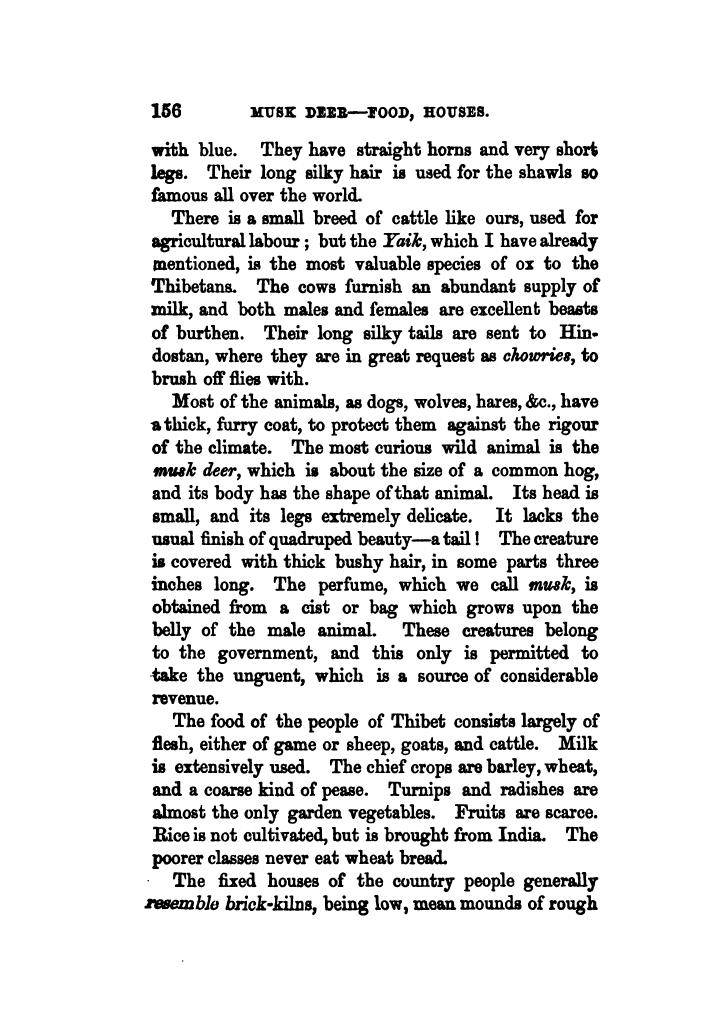 156 MUSK DEER—FOOD, HOUSES.
with blue. They have straight horns and very short
legs. Their long silky hair is used for the shawls so
famous all over the world.
There is a small breed of cattle like ours, used for
agricultural labour; but the Yaik, which I have already
mentioned, is the most valuable species of ox to the
Thibetans. The cows furnish an abundant supply of
milk, and both males and females are excellent beasts
of burthen. Their long silky tails are sent to Hin-
dostan, where they are in great request as chowries, to
brush off flies with.
Most of the animals, as dogs, wolves, hares, &c., have
a thick, furry coat, to protect them against the rigour
of the climate. The most curious wild animal is the
musk deer, which is about the size of a common hog,
and its body has the shape of that animal. Its head is
small, and its legs extremely delicate. It lacks the
usual finish of quadruped beauty—a tail! The creature
is covered with thick bushy hair, in some parts three
inches long. The perfume, which we call musk, is
obtained from a cist or bag which grows upon the
belly of the male animal. These creatures belong
to the government, and this only is permitted to
take the unguent, which is a source of considerable
revenue.
The food of the people of Thibet consists largely of
flesh, either of game or sheep, goats, and cattle. Milk
is extensively used. The chief crops are barley, wheat,
and a coarse kind of pease. Turnips and radishes are
almost the only garden vegetables. Fruits are scarce.
Rice is not cultivated, but is brought from India. The
poorer classes never eat wheat bread.
The fixed houses of the country people generally
resemble brick-kilns, being low, mean mounds of rough